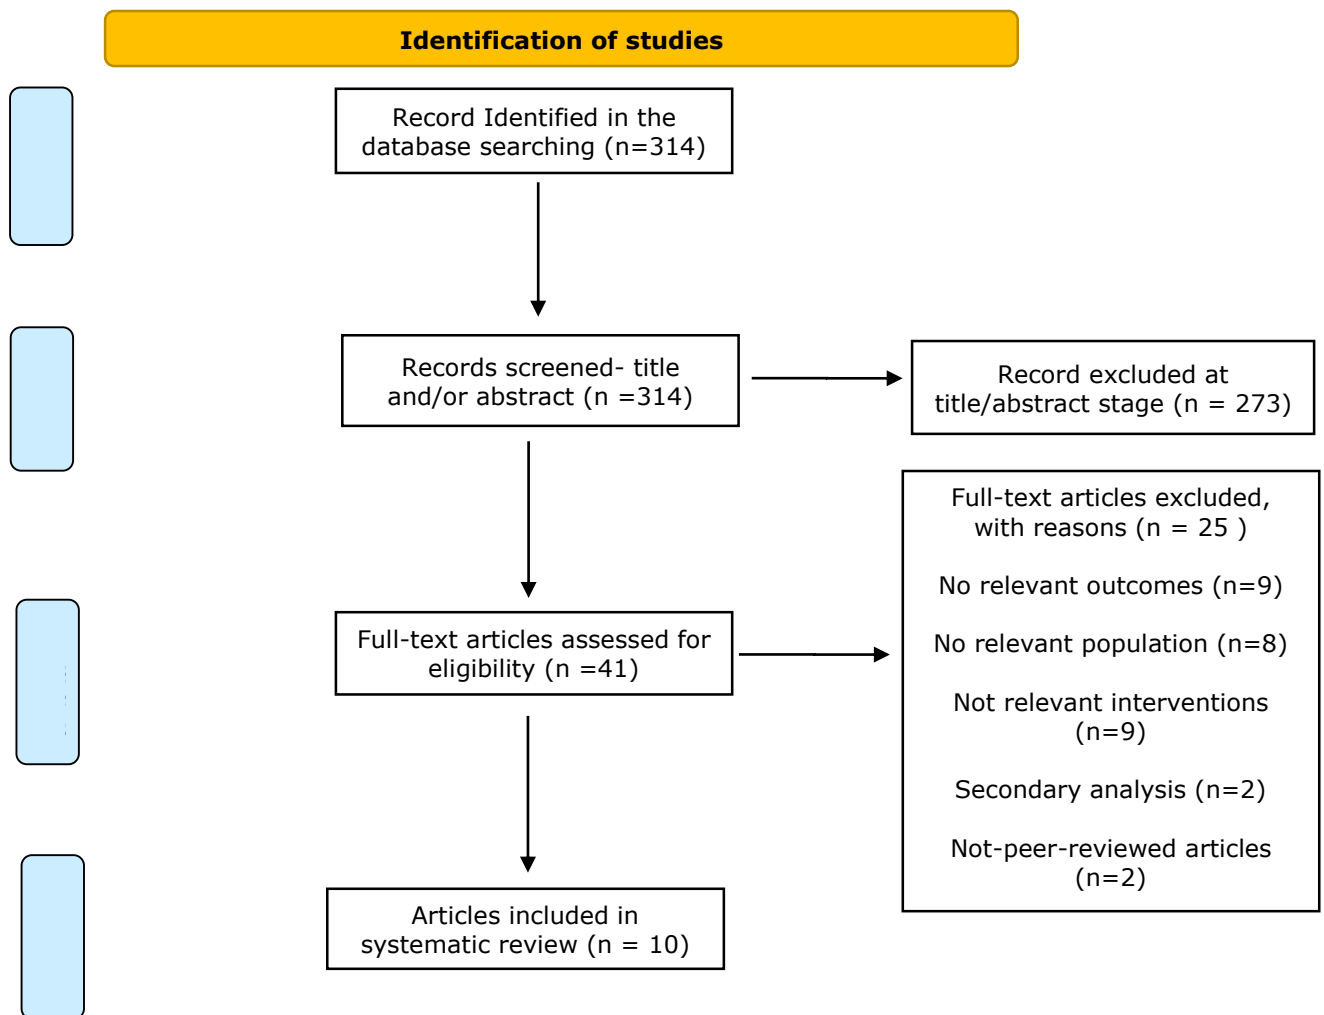 Identification of studies
Record Identified in the
database searching (n=314)
Records screened- title
and/or abstract (n =314)
Record excluded at
title/abstract stage (n = 273)
Full-text articles excluded,
with reasons (n = 25 )
No relevant outcomes (n=9)
No relevant population (n=8)
Not relevant interventions
(n=9)
Secondary analysis (n=2)
Not-peer-reviewed articles
(n=2)
Full-text articles assessed for
eligibility (n =41)
Articles included in
systematic review (n = 10)